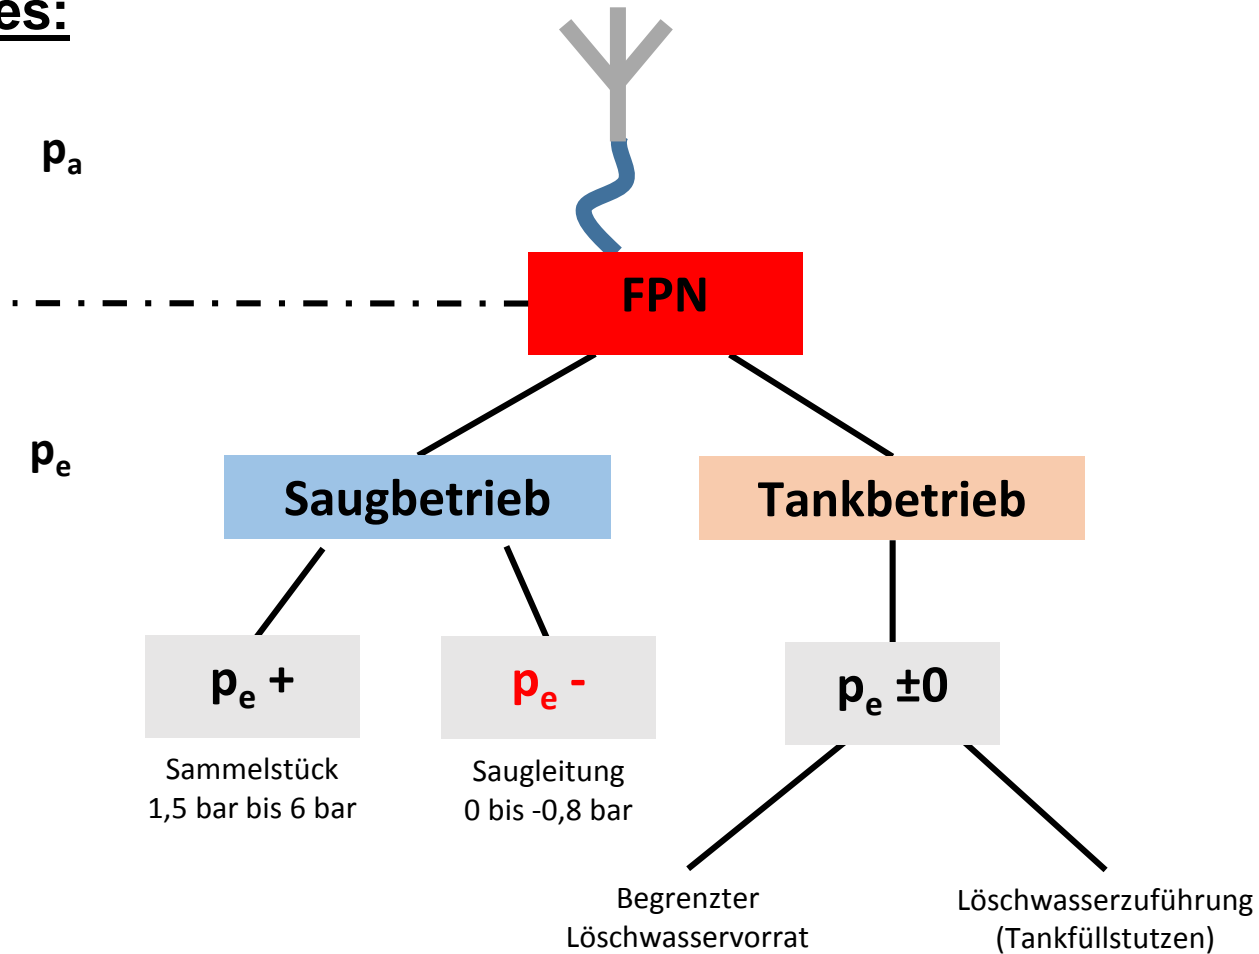 es:
pa
FPN
pe
Saugbetrieb
Tankbetrieb
pe +
pe -
pe ±0
Sammelstück
1,5 bar bis 6 bar
Saugleitung
0 bis -0,8 bar
Begrenzter
Löschwasservorrat
Löschwasserzuführung
(Tankfüllstutzen)